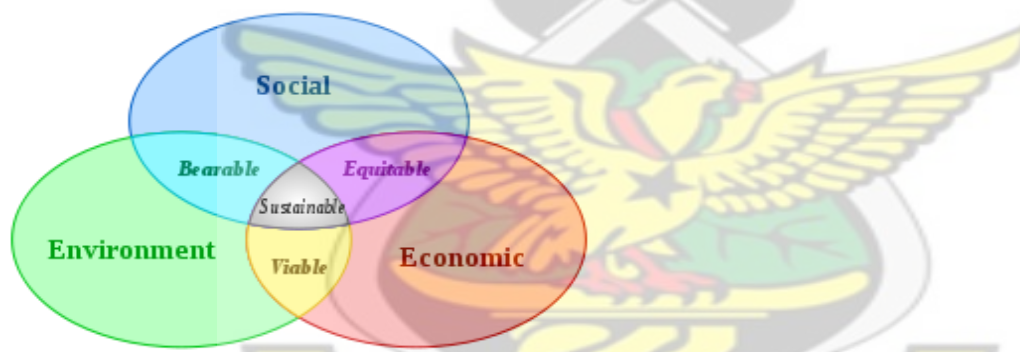 Social
Bearable
Equitable
Sustainable
Environment
Economic
Viable